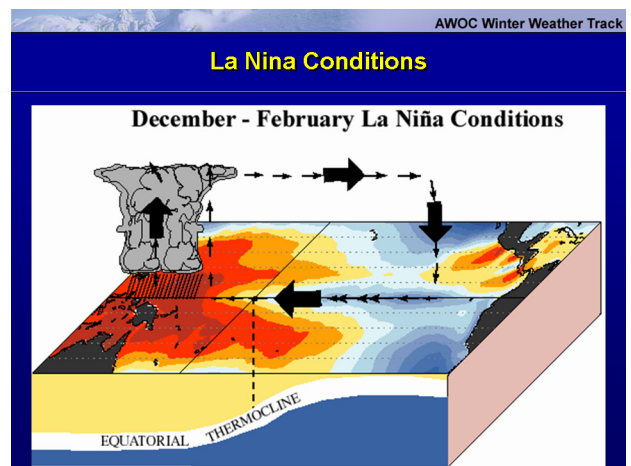 AWOC Winter Weather Track
La Nina Conditions
December - February La Niña Conditions
EQUATORIAL THERMOCLINE